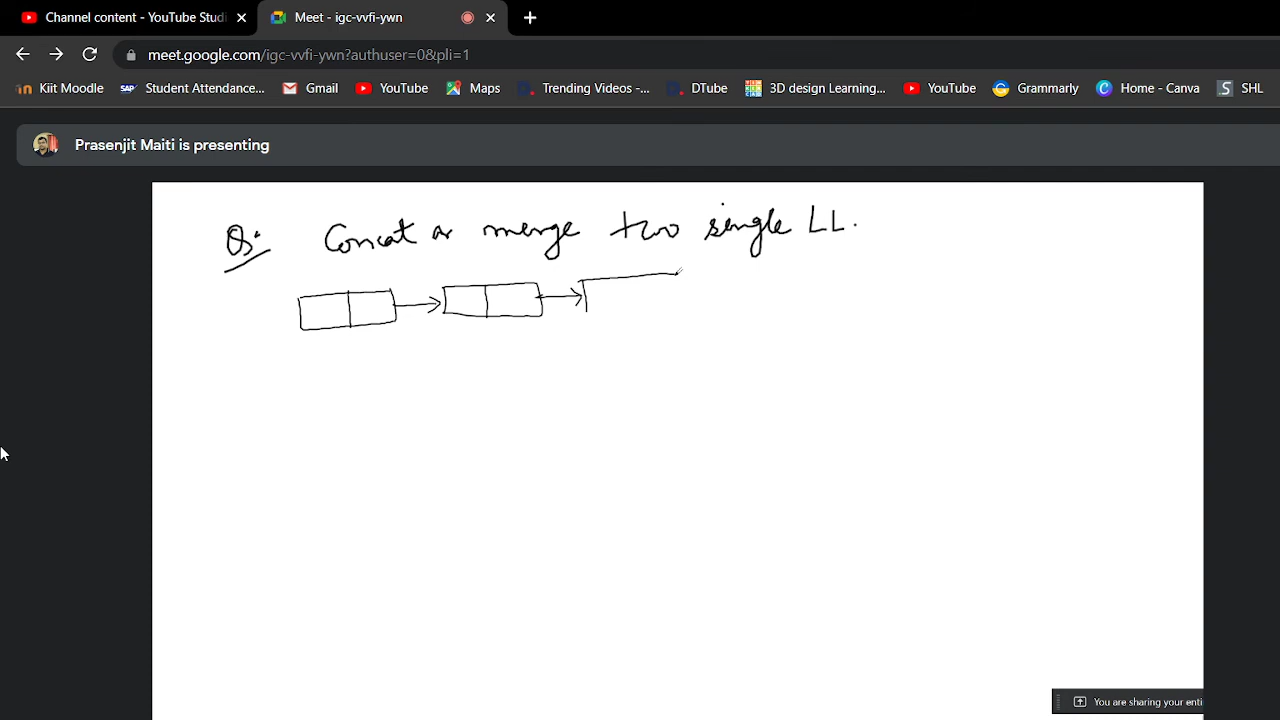 Channel content - YouTube Studi
Meet - igc-vvfi-ywn
meet.google.com/igc-vvfi-ywn?authuser=0&pli=1
Kiit Moodle Student Attendance... Gmail YouTube Maps Trending Videos -... DTube 3D design Learning... YouTube Grammarly Home - Canva SHL
Prasenjit Maiti is presenting
Qs: Concat or merge two single LL.
You are sharing your enti